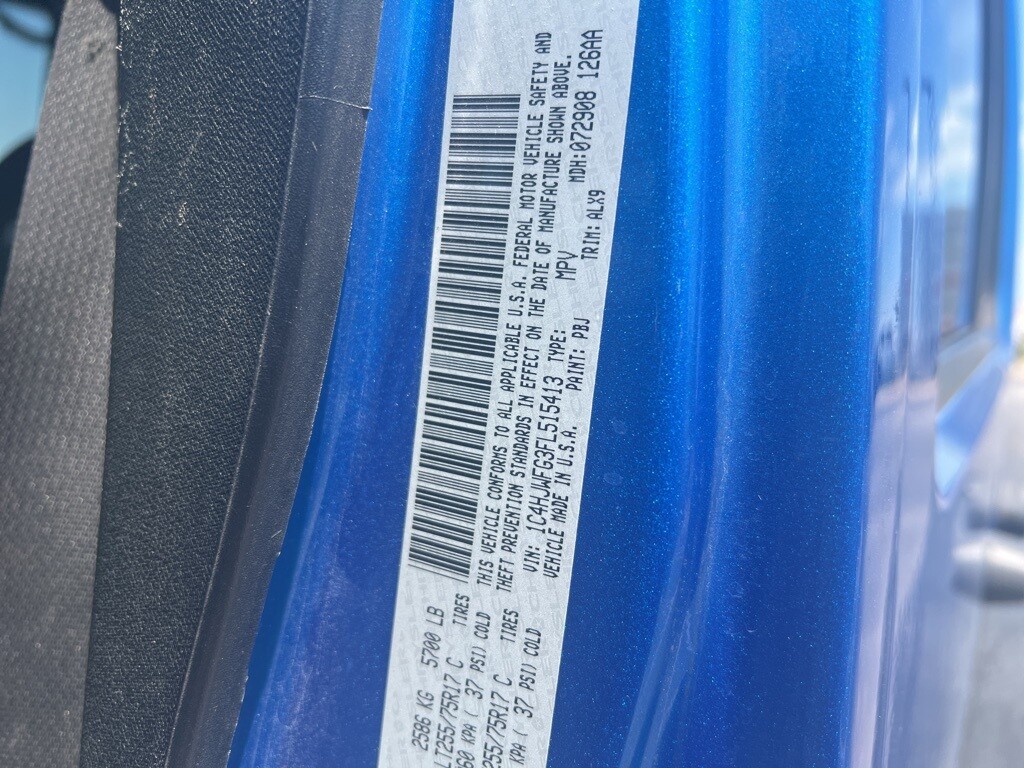 2586 KG 5700 LB
LT255/75R17 C TIRES
60 KPA ( 37 PSI) COLD
255/75R17 C TIRES
KPA ( 37 PSI) COLD
THIS VEHICLE CONFORMS TO ALL APPLICABLE U.S.A. FEDERAL MOTOR VEHICLE SAFETY AND
THEFT PREVENTION STANDARDS IN EFFECT ON THE DATE OF MANUFACTURE SHOWN ABOVE.
VIN: 1C4HJWFG3FL515413 TYPE: MPV MDH:072908 126AA
VEHICLE MADE IN U.S.A. PAINT: PBJ TRIM: ALX9